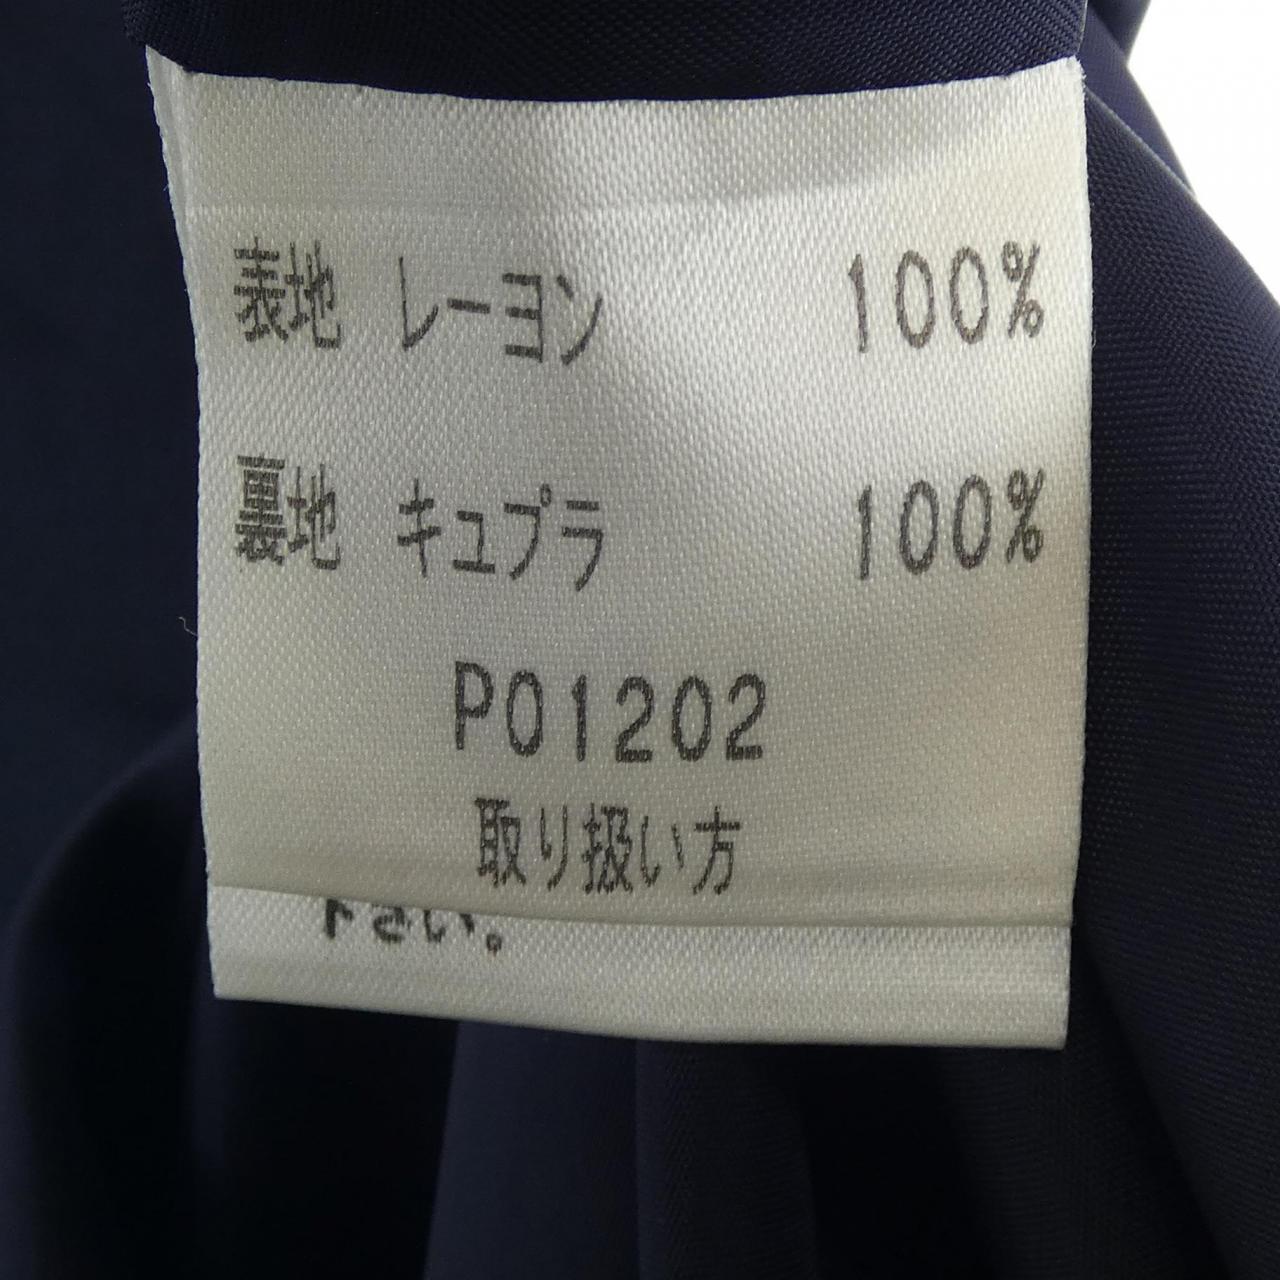 表地 レーヨン 100%
裏地 キュプラ 100%
P01202
取り扱い方
下さい。